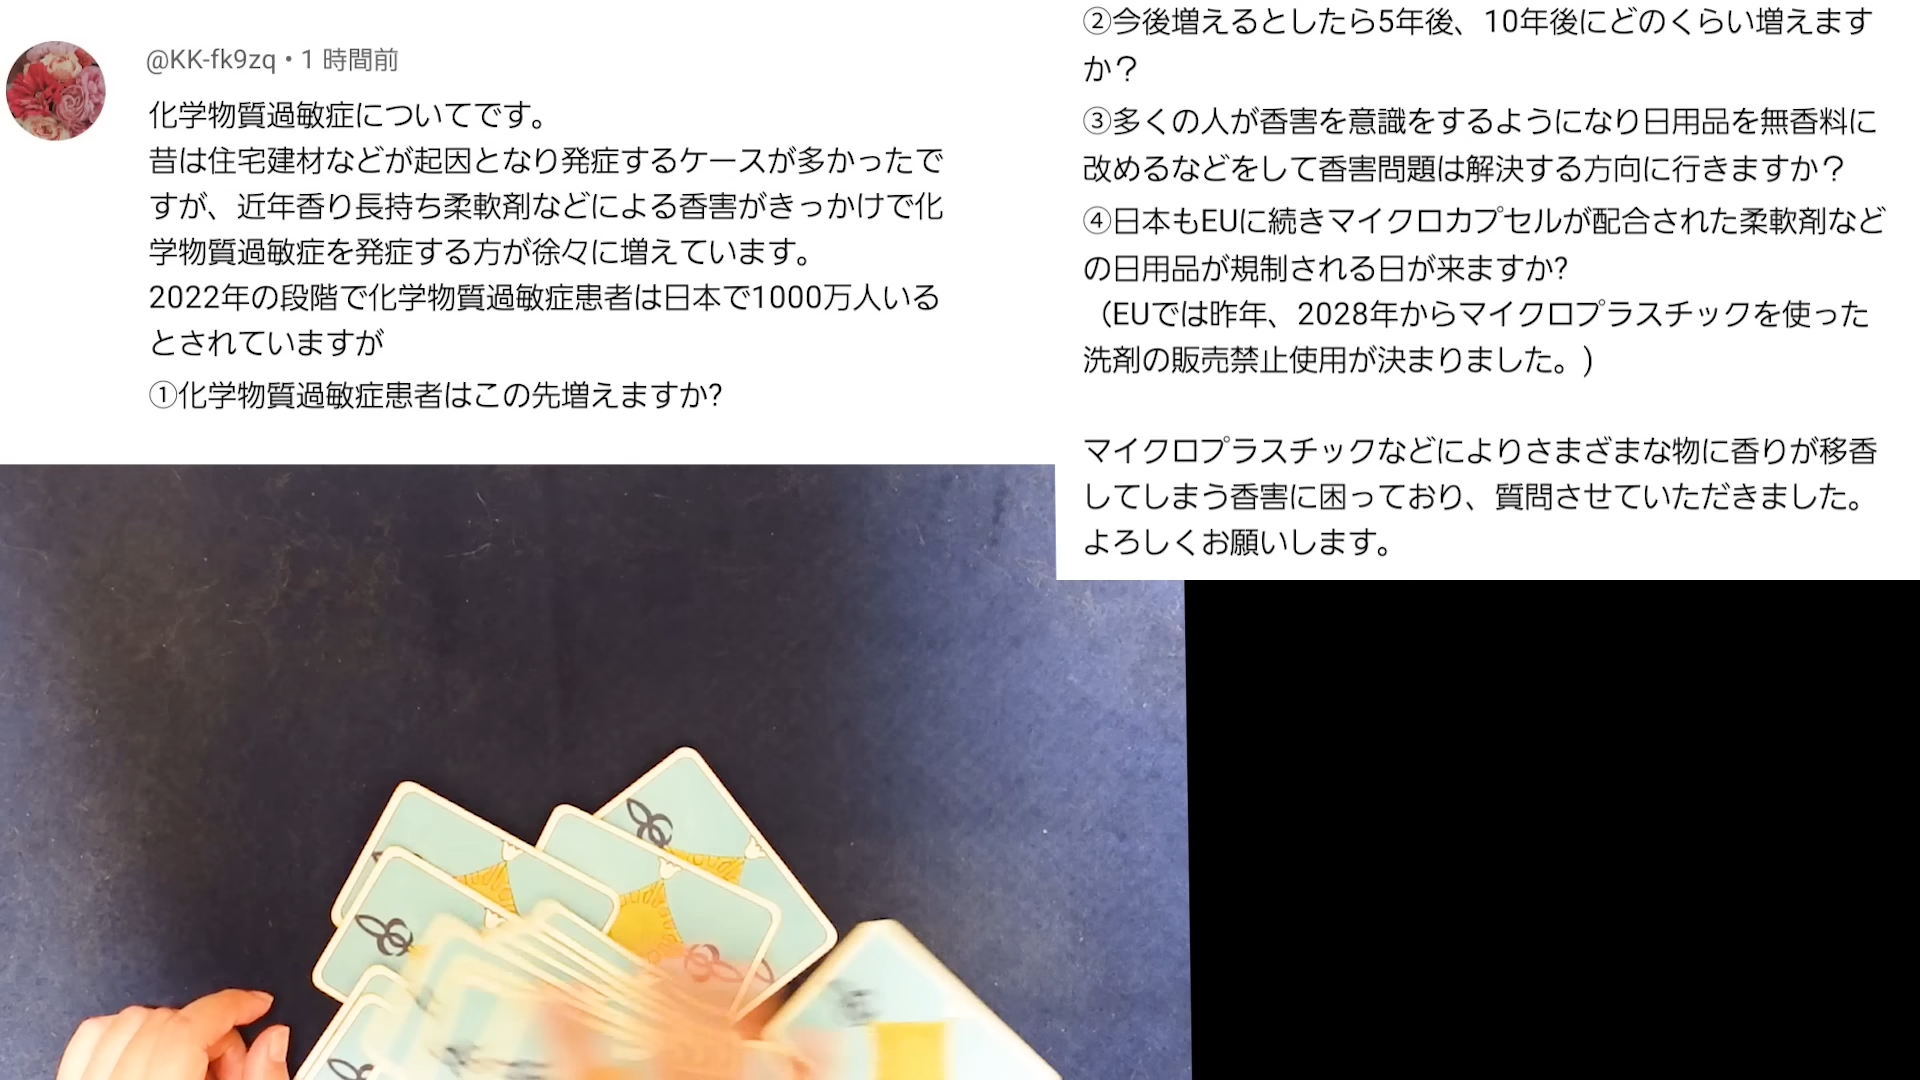 @KK-fk9zq • 1 時間前
化学物質過敏症についてです。
昔は住宅建材などが起因となり発症するケースが多かったで
すが、近年香り長持ち柔軟剤などによる香害がきっかけで化
学物質過敏症を発症する方が徐々に増えています。
2022年の段階で化学物質過敏症患者は日本で1000万人いる
とされていますが
①化学物質過敏症患者はこの先増えますか?
②今後増えるとしたら5年後、10年後にどのくらい増えます
か？
③多くの人が香害を意識をするようになり日用品を無香料に
改めるなどをして香害問題は解決する方向に行きますか？
④日本もEUに続きマイクロカプセルが配合された柔軟剤など
の日用品が規制される日が来ますか?
（EUでは昨年、2028年からマイクロプラスチックを使った
洗剤の販売禁止使用が決まりました。)
マイクロプラスチックなどによりさまざまな物に香りが移香
してしまう香害に困っており、質問させていただきました。
よろしくお願いします。